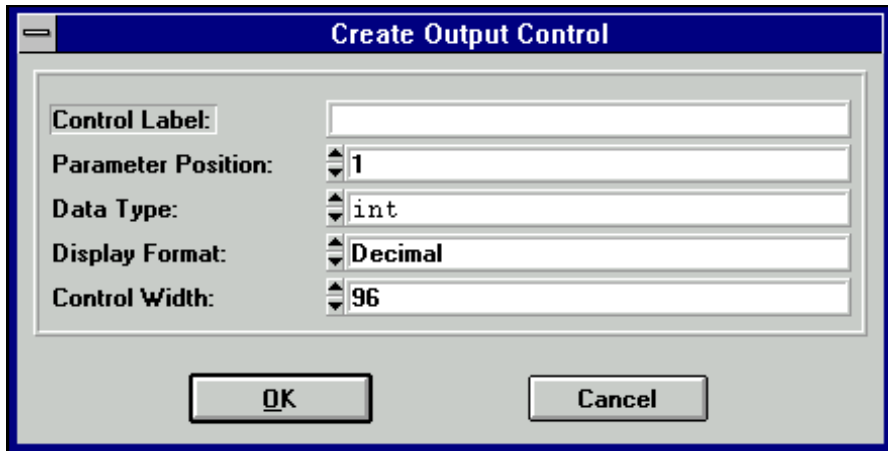 Create Output Control
Control Label:
Parameter Position: 1
Data Type: int
Display Format: Decimal
Control Width: 96
OK Cancel